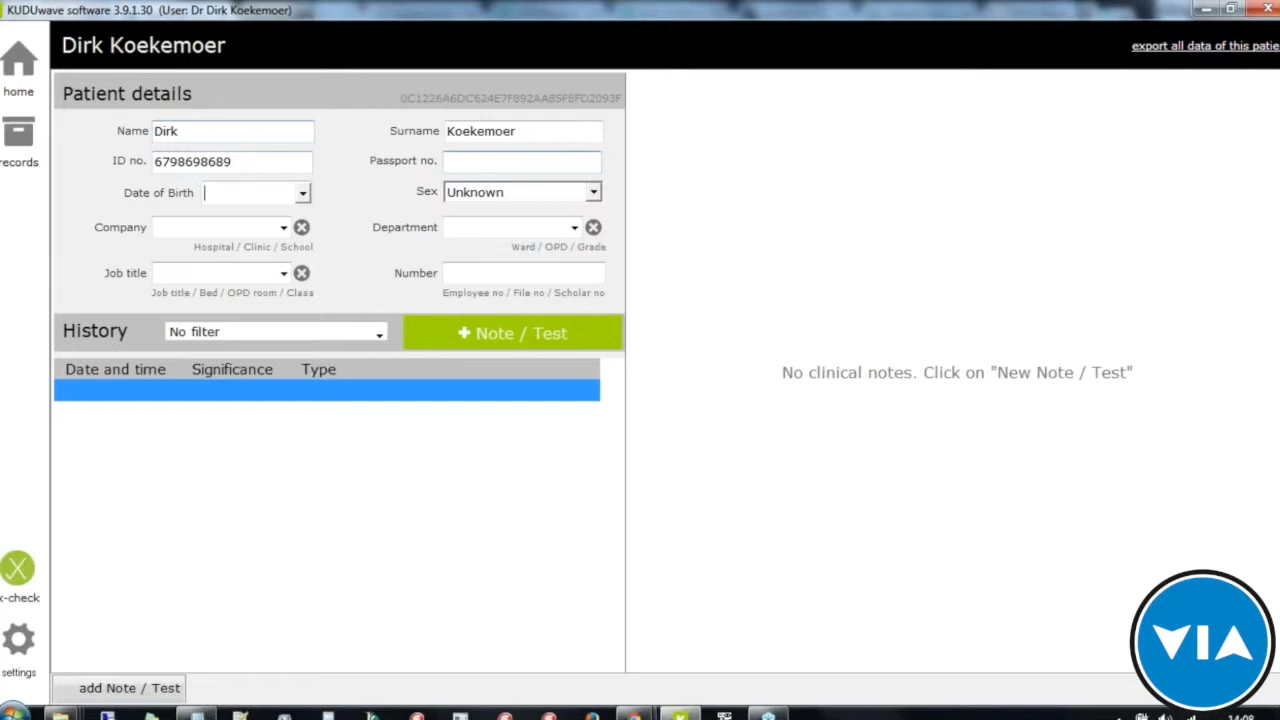 KUDUwave software 3.9.1.30 (User: Dr Dirk Koekemoer)
Dirk Koekemoer
export all data of this patie
home
records
Patient details
0C1226A6DC624E7F892AA85F8FD2093F
Name Dirk
Surname Koekemoer
ID no. 6798698689
Passport no.
Date of Birth
Sex Unknown
Company
Department
Hospital / Clinic / School
Ward / OPD / Grade
Job title
Number
Job title / Bed / OPD room / Class
Employee no / File no / Scholar no
History No filter
+ Note / Test
Date and time Significance Type
No clinical notes. Click on "New Note / Test"
x-check
settings
add Note / Test
VIA
14:08